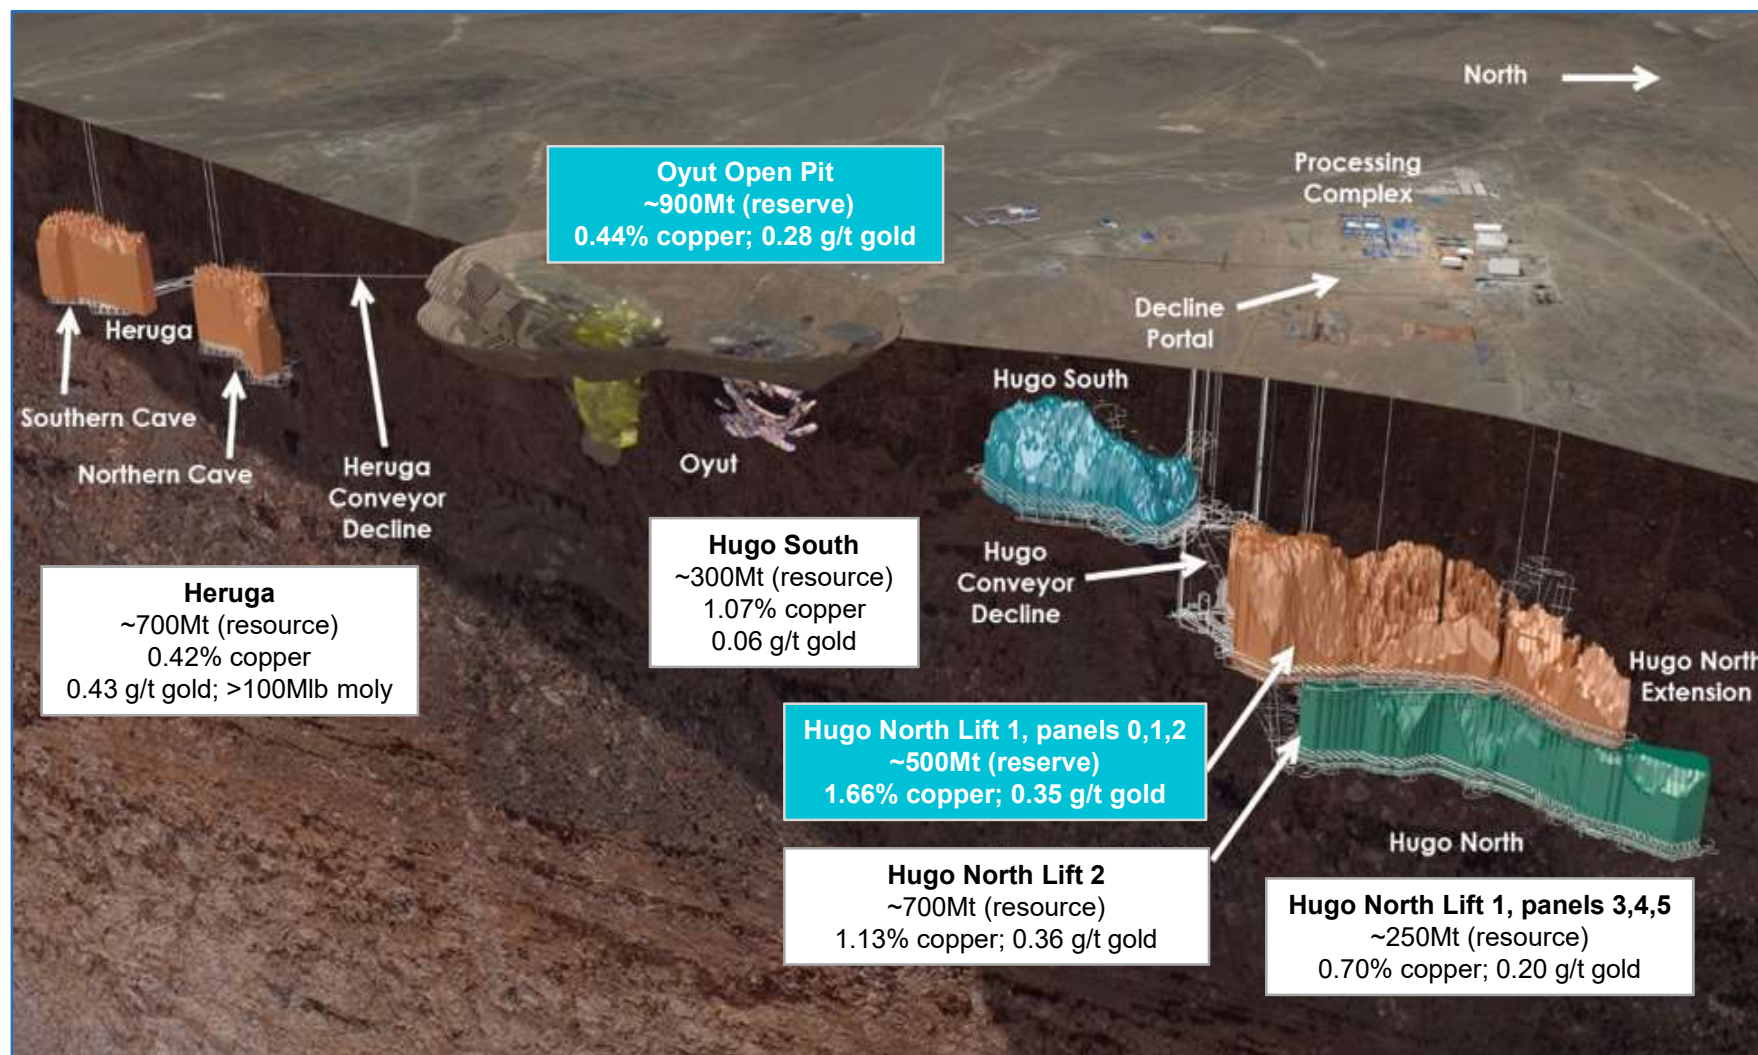 North
Oyut Open Pit
~900Mt (reserve)
0.44% copper; 0.28 g/t gold
Processing
Complex
Decline
Portal
Heruga
Southern Cave
Northern Cave
Heruga
Conveyor
Decline
Oyut
Hugo South
Hugo South
~300Mt (resource)
1.07% copper
0.06 g/t gold
Hugo
Conveyor
Decline
Heruga
~700Mt (resource)
0.42% copper
0.43 g/t gold; >100Mlb moly
Hugo North
Extension
Hugo North Lift 1, panels 0,1,2
~500Mt (reserve)
1.66% copper; 0.35 g/t gold
Hugo North
Hugo North Lift 2
~700Mt (resource)
1.13% copper; 0.36 g/t gold
Hugo North Lift 1, panels 3,4,5
~250Mt (resource)
0.70% copper; 0.20 g/t gold